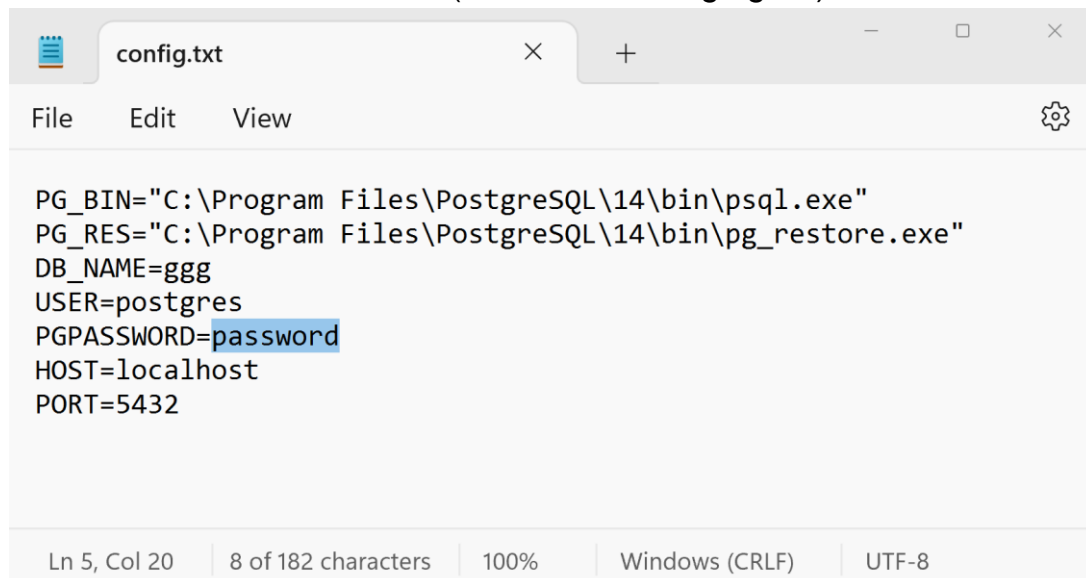 config.txt
File Edit View
PG_BIN="C:\Program Files\PostgreSQL\14\bin\psql.exe"
PG_RES="C:\Program Files\PostgreSQL\14\bin\pg_restore.exe"
DB_NAME=ggg
USER=postgres
PGPASSWORD=password
HOST=localhost
PORT=5432
Ln 5, Col 20 8 of 182 characters 100% Windows (CRLF) UTF-8